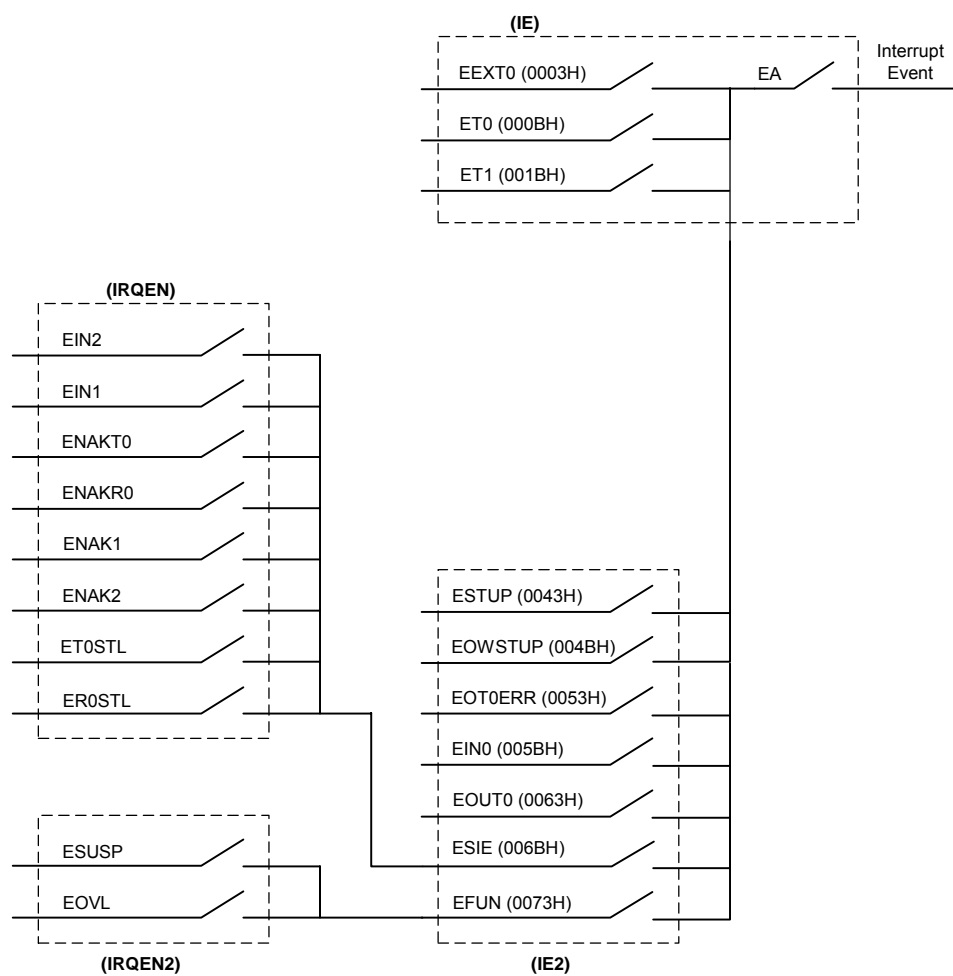 (IE)
EEXT0 (0003H)
EA
Interrupt
Event
ET0 (000BH)
ET1 (001BH)
(IRQEN)
EIN2
EIN1
ENAKT0
ENAKR0
ENAK1
ENAK2
ET0STL
ER0STL
ESTUP (0043H)
EOWSTUP (004BH)
EOT0ERR (0053H)
EIN0 (005BH)
EOUT0 (0063H)
ESIE (006BH)
EFUN (0073H)
ESUSP
EOVL
(IRQEN2)
(IE2)